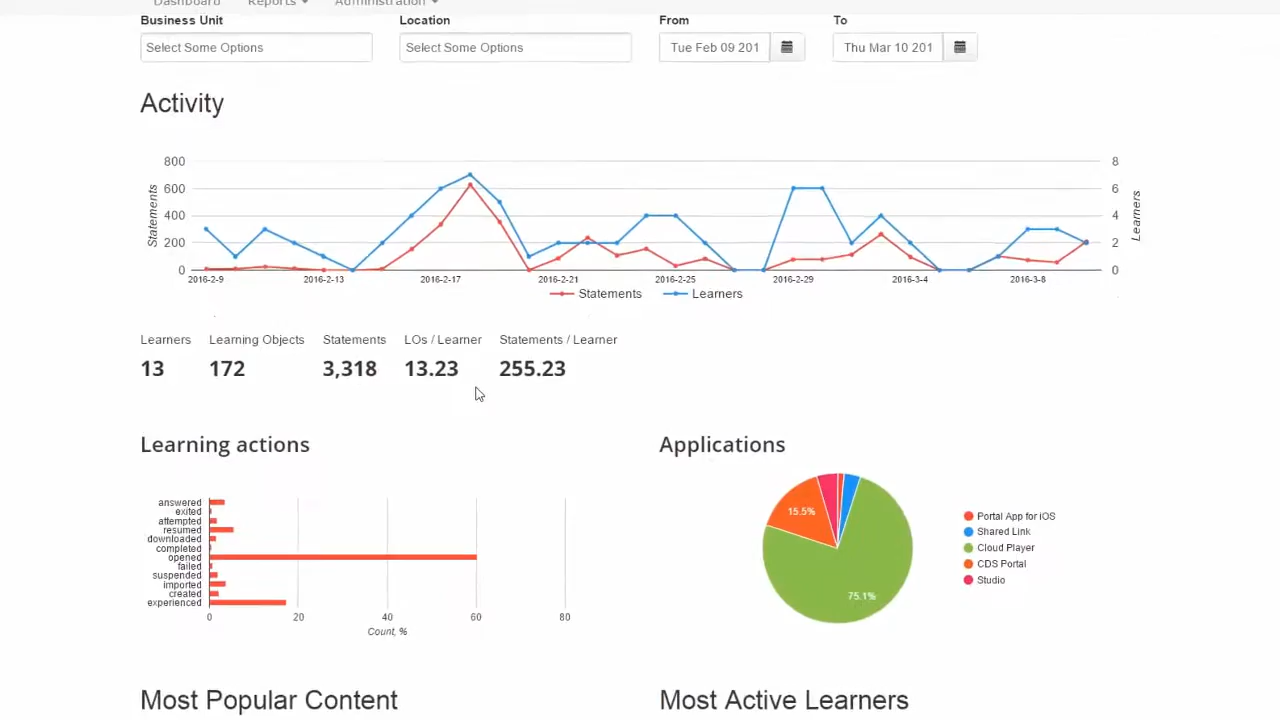 Dashboard Reports Administration
Business Unit Location From To
Select Some Options Select Some Options Tue Feb 09 201 Thu Mar 10 201
Activity
800 8
600 6
400 4
200 2
0 0
Statements
Learners
2016-2-9 2016-2-13 2016-2-17 2016-2-21 2016-2-25 2016-2-29 2016-3-4 2016-3-8
Statements Learners
Learners Learning Objects Statements LOs / Learner Statements / Learner
13 172 3,318 13.23 255.23
Learning actions
answered
exited
attempted
resumed
downloaded
completed
opened
failed
suspended
imported
created
experienced
0 20 40 60 80
Count, %
Applications
15.5%
75.1%
Portal App for iOS
Shared Link
Cloud Player
CDS Portal
Studio
Most Popular Content
Most Active Learners